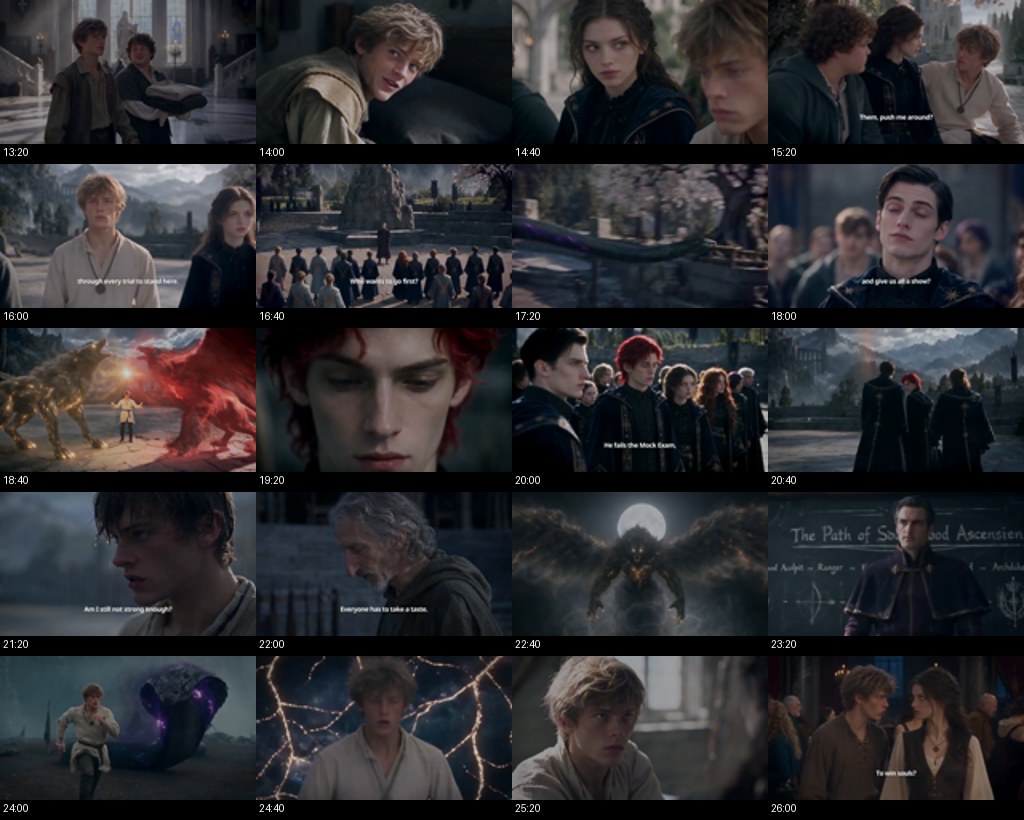 13:20
14:00
14:40
Them, push me around?
15:20
through every trial to stand here.
16:00
Who wants to go first?
16:40
17:20
and give us all a show?
18:00
18:40
19:20
He fails the Mock Exam.
20:00
20:40
Am I still not strong enough?
21:20
Everyone has to take a taste.
22:00
22:40
The Path of Ascension
Ranger
23:20
24:00
24:40
25:20
To win souls?
26:00